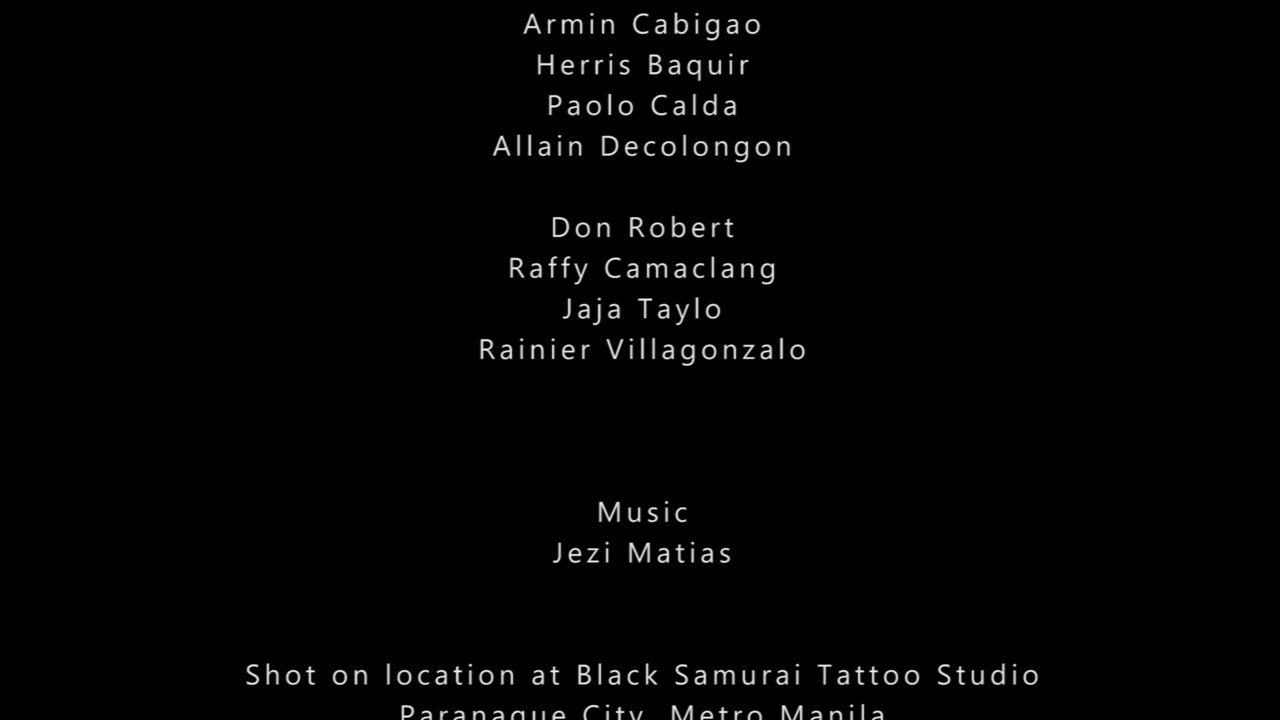 Armin Cabigao
Herris Baquir
Paolo Calda
Allain Decolongon
Don Robert
Raffy Camaclang
Jaja Taylo
Rainier Villagonzalo
Music
Jezi Matias
Shot on location at Black Samurai Tattoo Studio
Paranaque City, Metro Manila